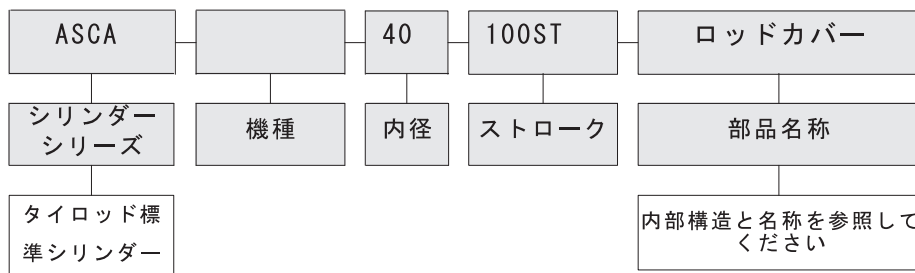 ASCA
40
100ST
ロッドカバー
シリンダー
シリーズ
機種
内径
ストローク
部品名称
タイロッド標
準シリンダー
内部構造と名称を参照して
ください